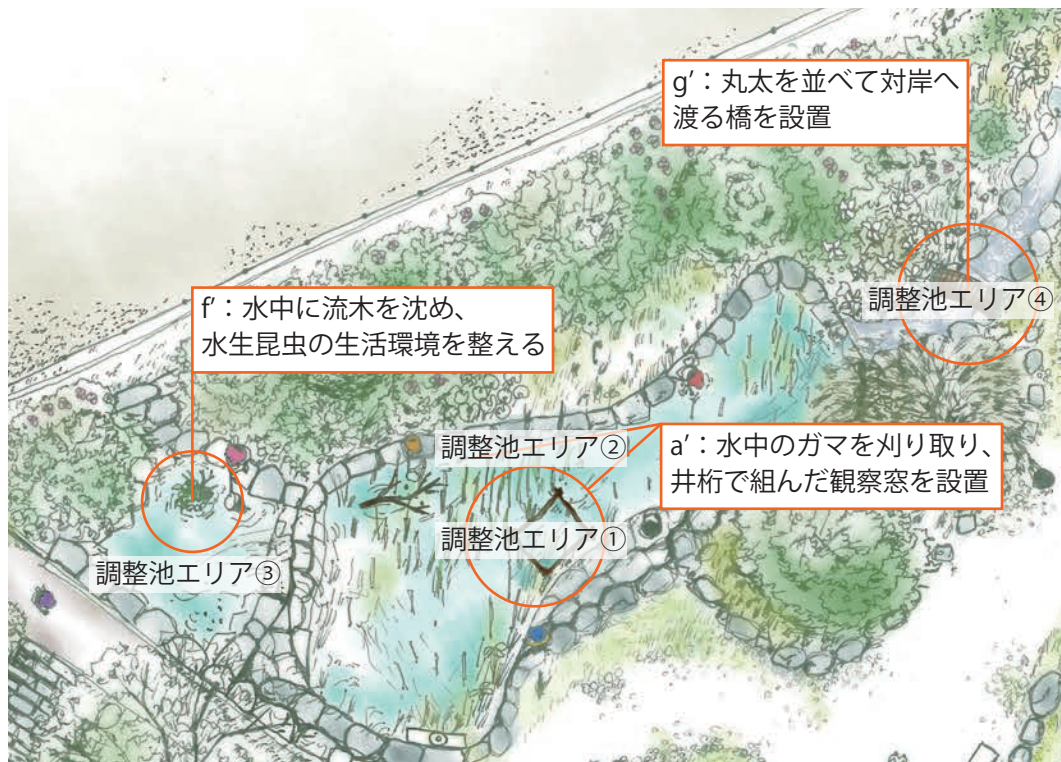 g′：丸太を並べて対岸へ
渡る橋を設置
調整池エリア④
f′：水中に流木を沈め、
水生昆虫の生活環境を整える
調整池エリア②
a′：水中のガマを刈り取り、
井桁で組んだ観察窓を設置
調整池エリア①
調整池エリア③